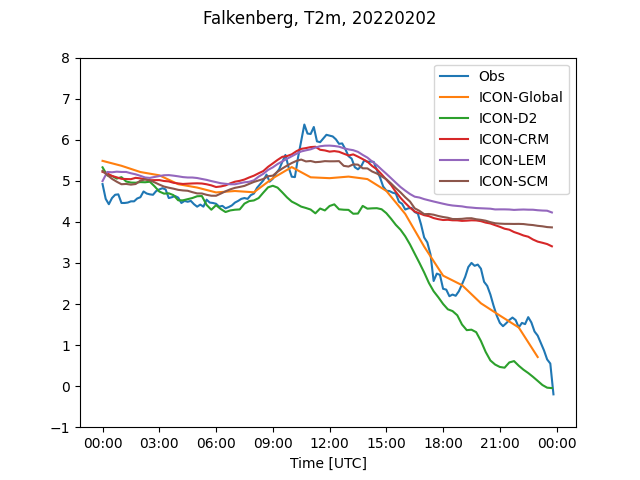 Falkenberg, T2m, 20220202
8
7
6
5
4
3
2
1
0
−1
Obs
ICON-Global
ICON-D2
ICON-CRM
ICON-LEM
ICON-SCM
00:00 03:00 06:00 09:00 12:00 15:00 18:00 21:00 00:00
Time [UTC]